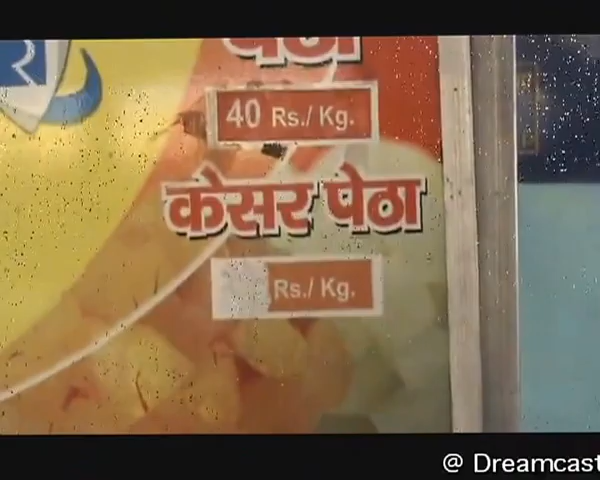 पेठा
40 Rs./ Kg.
केसर पेठा
Rs./ Kg.
@ Dreamcast